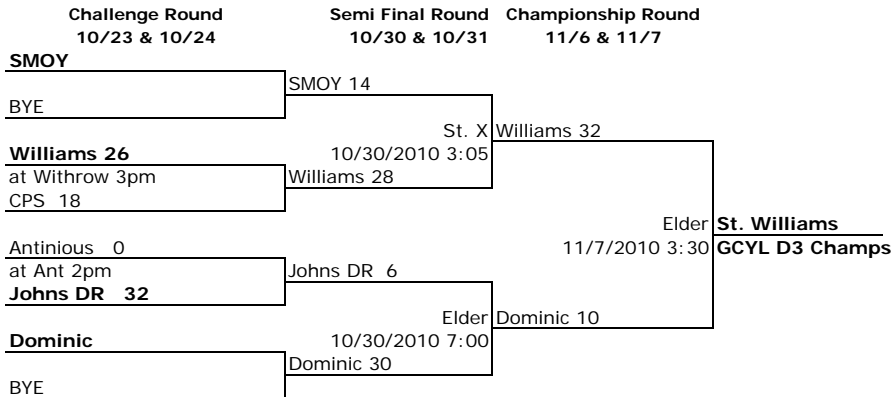 Challenge Round Semi Final Round Championship Round
10/23 & 10/24 10/30 & 10/31 11/6 & 11/7
SMOY
SMOY 14
BYE
St. X Williams 32
Williams 26 10/30/2010 3:05
at Withrow 3pm Williams 28
CPS 18
Elder St. Williams
Antinious 0 11/7/2010 3:30 GCYL D3 Champs
at Ant 2pm Johns DR 6
Johns DR 32
Elder Dominic 10
Dominic 10/30/2010 7:00
Dominic 30
BYE